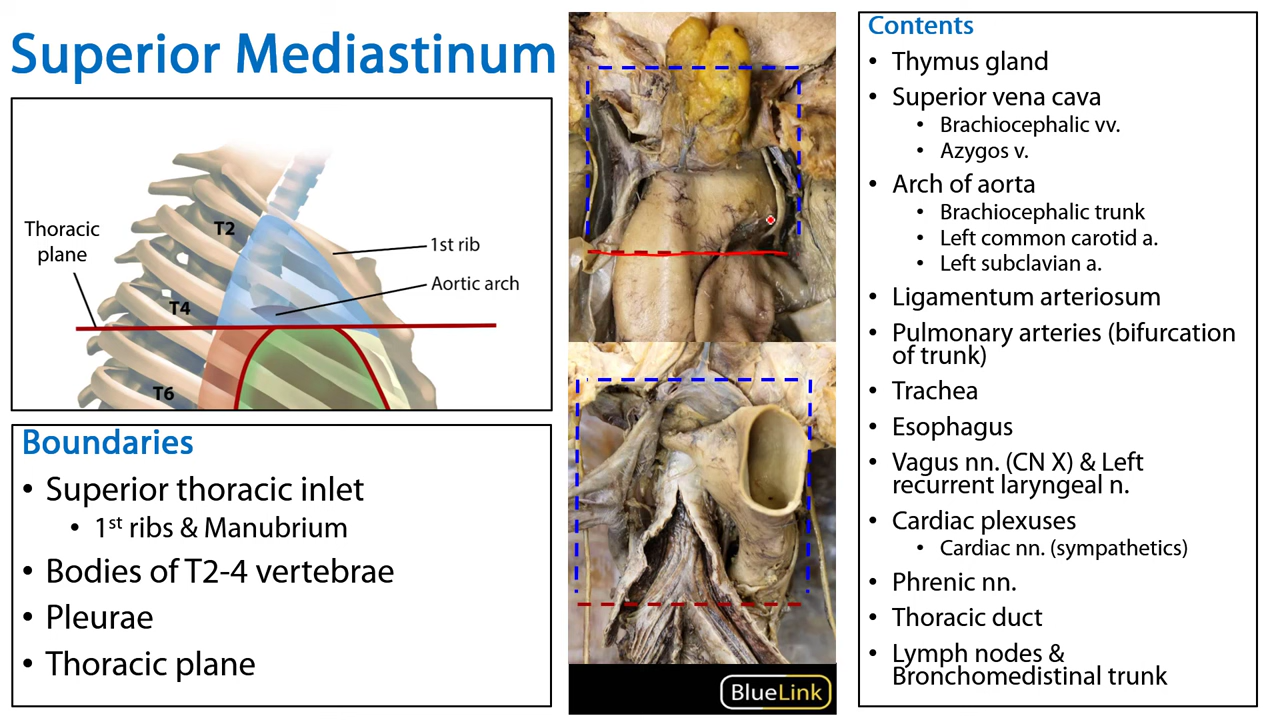 Superior Mediastinum
Thoracic
plane
T2
T4
T6
1st rib
Aortic arch
Boundaries
• Superior thoracic inlet
• 1st ribs & Manubrium
• Bodies of T2-4 vertebrae
• Pleurae
• Thoracic plane
BlueLink
Contents
• Thymus gland
• Superior vena cava
• Brachiocephalic vv.
• Azygos v.
• Arch of aorta
• Brachiocephalic trunk
• Left common carotid a.
• Left subclavian a.
• Ligamentum arteriosum
• Pulmonary arteries (bifurcation
of trunk)
• Trachea
• Esophagus
• Vagus nn. (CN X) & Left
recurrent laryngeal n.
• Cardiac plexuses
• Cardiac nn. (sympathetics)
• Phrenic nn.
• Thoracic duct
• Lymph nodes &
Bronchomedistinal trunk